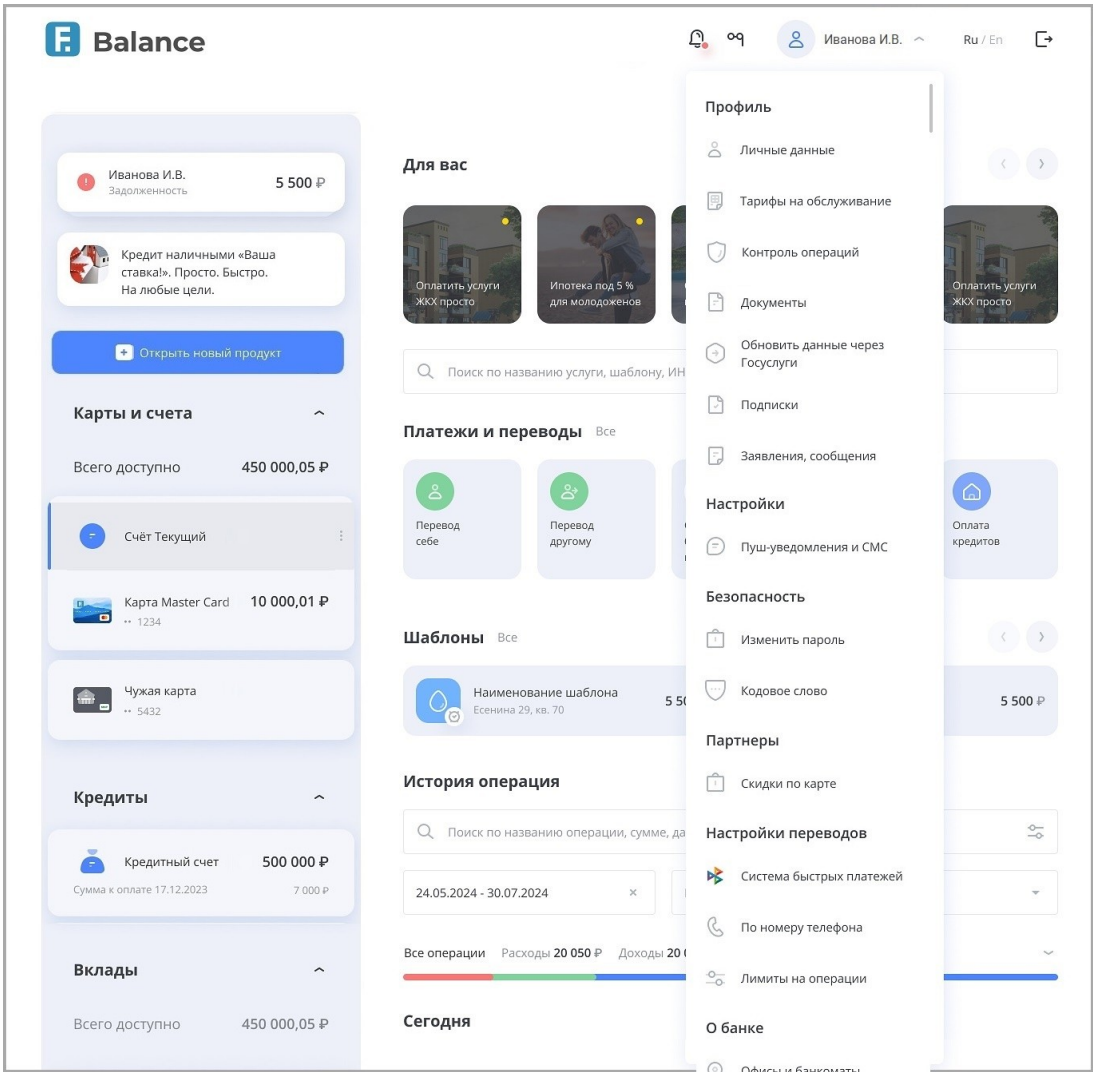 F. Balance
Иванова И.В.
Ru / En
Иванова И.В.
Задолженность
5 500 ₽
Кредит наличными «Ваша
ставка!». Просто. Быстро.
На любые цели.
Открыть новый продукт
Карты и счета
Всего доступно 450 000,05 ₽
Счёт Текущий
Карта Master Card 10 000,01 ₽
•• 1234
Чужая карта
•• 5432
Кредиты
Кредитный счет 500 000 ₽
Сумма к оплате 17.12.2023 7 000 ₽
Вклады
Всего доступно 450 000,05 ₽
Для вас
Оплатить услуги
ЖКХ просто
Ипотека под 5 %
для молодоженов
Оплатить услуги
ЖКХ просто
Поиск по названию услуги, шаблону, ИН
Платежи и переводы Все
Перевод
себе
Перевод
другому
Оплата
кредитов
Шаблоны Все
Наименование шаблона
Есенина 29, кв. 70
5 50
5 500 ₽
История операция
Поиск по названию операции, сумме, да
24.05.2024 - 30.07.2024
Все операции Расходы 20 050 ₽ Доходы 20
Сегодня
Профиль
Личные данные
Тарифы на обслуживание
Контроль операций
Документы
Обновить данные через
Госуслуги
Подписки
Заявления, сообщения
Настройки
Пуш-уведомления и СМС
Безопасность
Изменить пароль
Кодовое слово
Партнеры
Скидки по карте
Настройки переводов
Система быстрых платежей
По номеру телефона
Лимиты на операции
О банке
Офисы и банкоматы